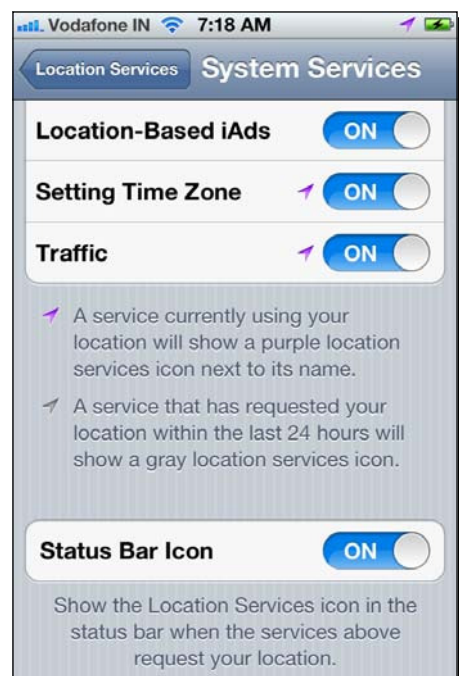 Vodafone IN 7:18 AM
Location Services System Services
Location-Based iAds ON
Setting Time Zone ON
Traffic ON
A service currently using your
location will show a purple location
services icon next to its name.
A service that has requested your
location within the last 24 hours will
show a gray location services icon.
Status Bar Icon ON
Show the Location Services icon in the
status bar when the services above
request your location.